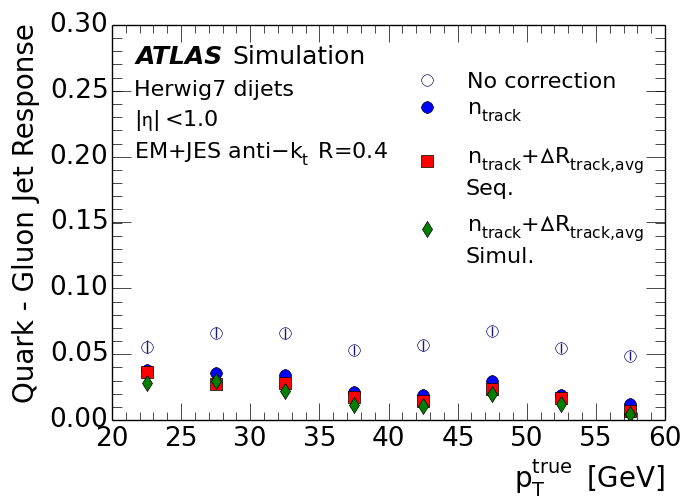 ATLAS Simulation
Herwig7 dijets
|η| <1.0
EM+JES anti−kt R=0.4
No correction
ntrack
ntrack+ΔRtrack,avg
Seq.
ntrack+ΔRtrack,avg
Simul.
Quark - Gluon Jet Response
0.30
0.25
0.20
0.15
0.10
0.05
0.00
20 25 30 35 40 45 50 55 60
pTtrue [GeV]